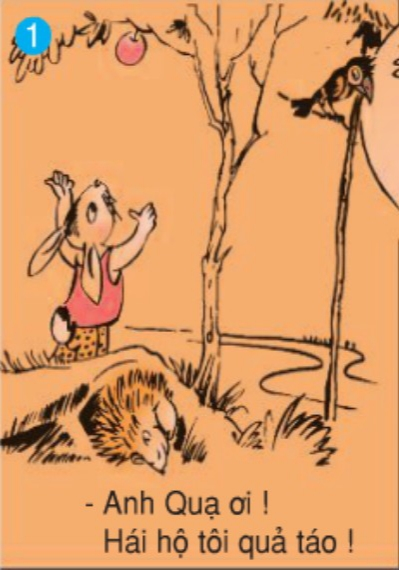 1
- Anh Quạ ơi !
Hái hộ tôi quả táo !